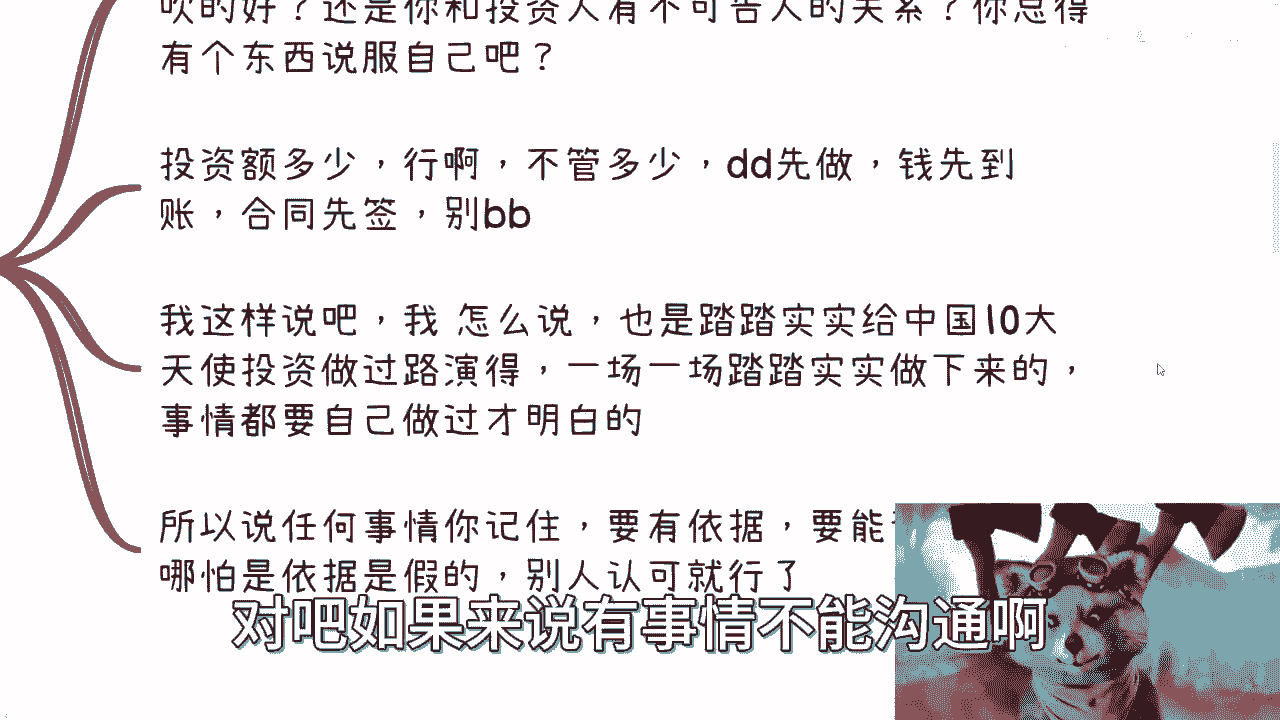 吹的好？还是你和投资人有不可告人的关系？你总得
有个东西说服自己吧？
投资额多少，行啊，不管多少，dd先做，钱先到
账，合同先签，别bb
我这样说吧，我 怎么说，也是踏踏实实给中国10大
天使投资做过路演得，一场一场踏踏实实做下来的，
事情都要自己做过才明白的
所以说任何事情你记住，要有依据，要能
哪怕是依据是假的，别人认可就行了
对吧如果来说有事情不能沟通啊